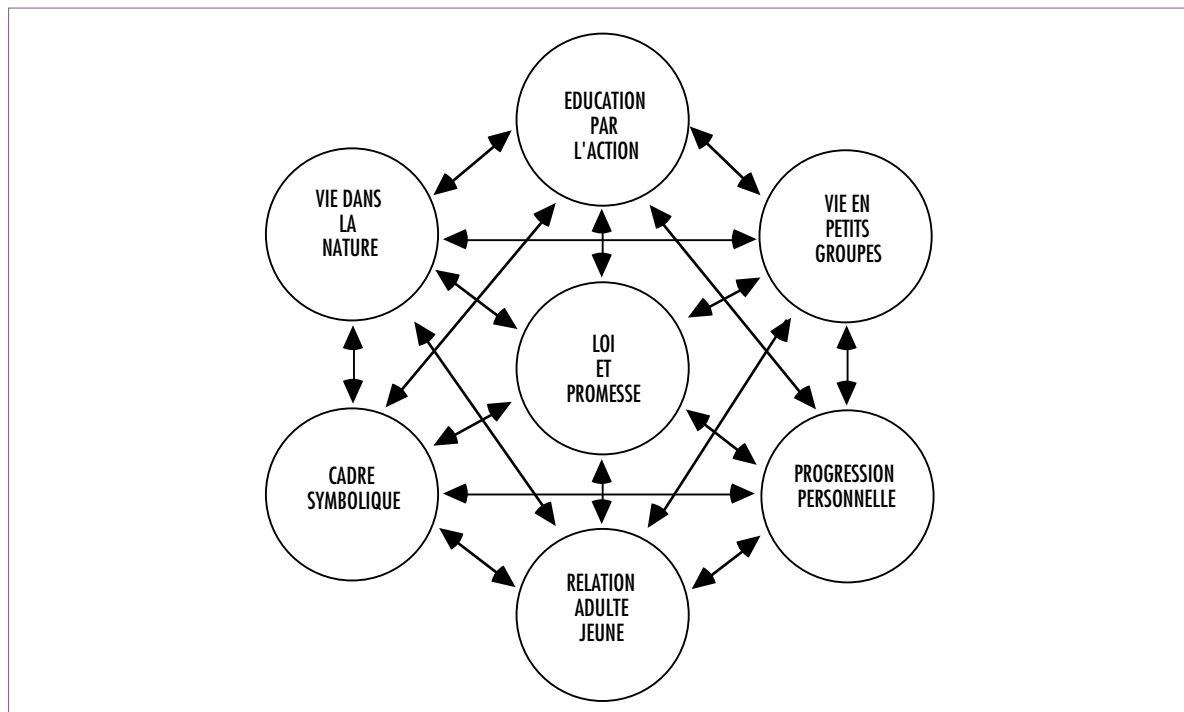 EDUCATION
PAR
L'ACTION
VIE DANS
LA
NATURE
VIE EN
PETITS
GROUPES
LOI
ET
PROMESSE
CADRE
SYMBOLIQUE
PROGRESSION
PERSONNELLE
RELATION
ADULTE
JEUNE